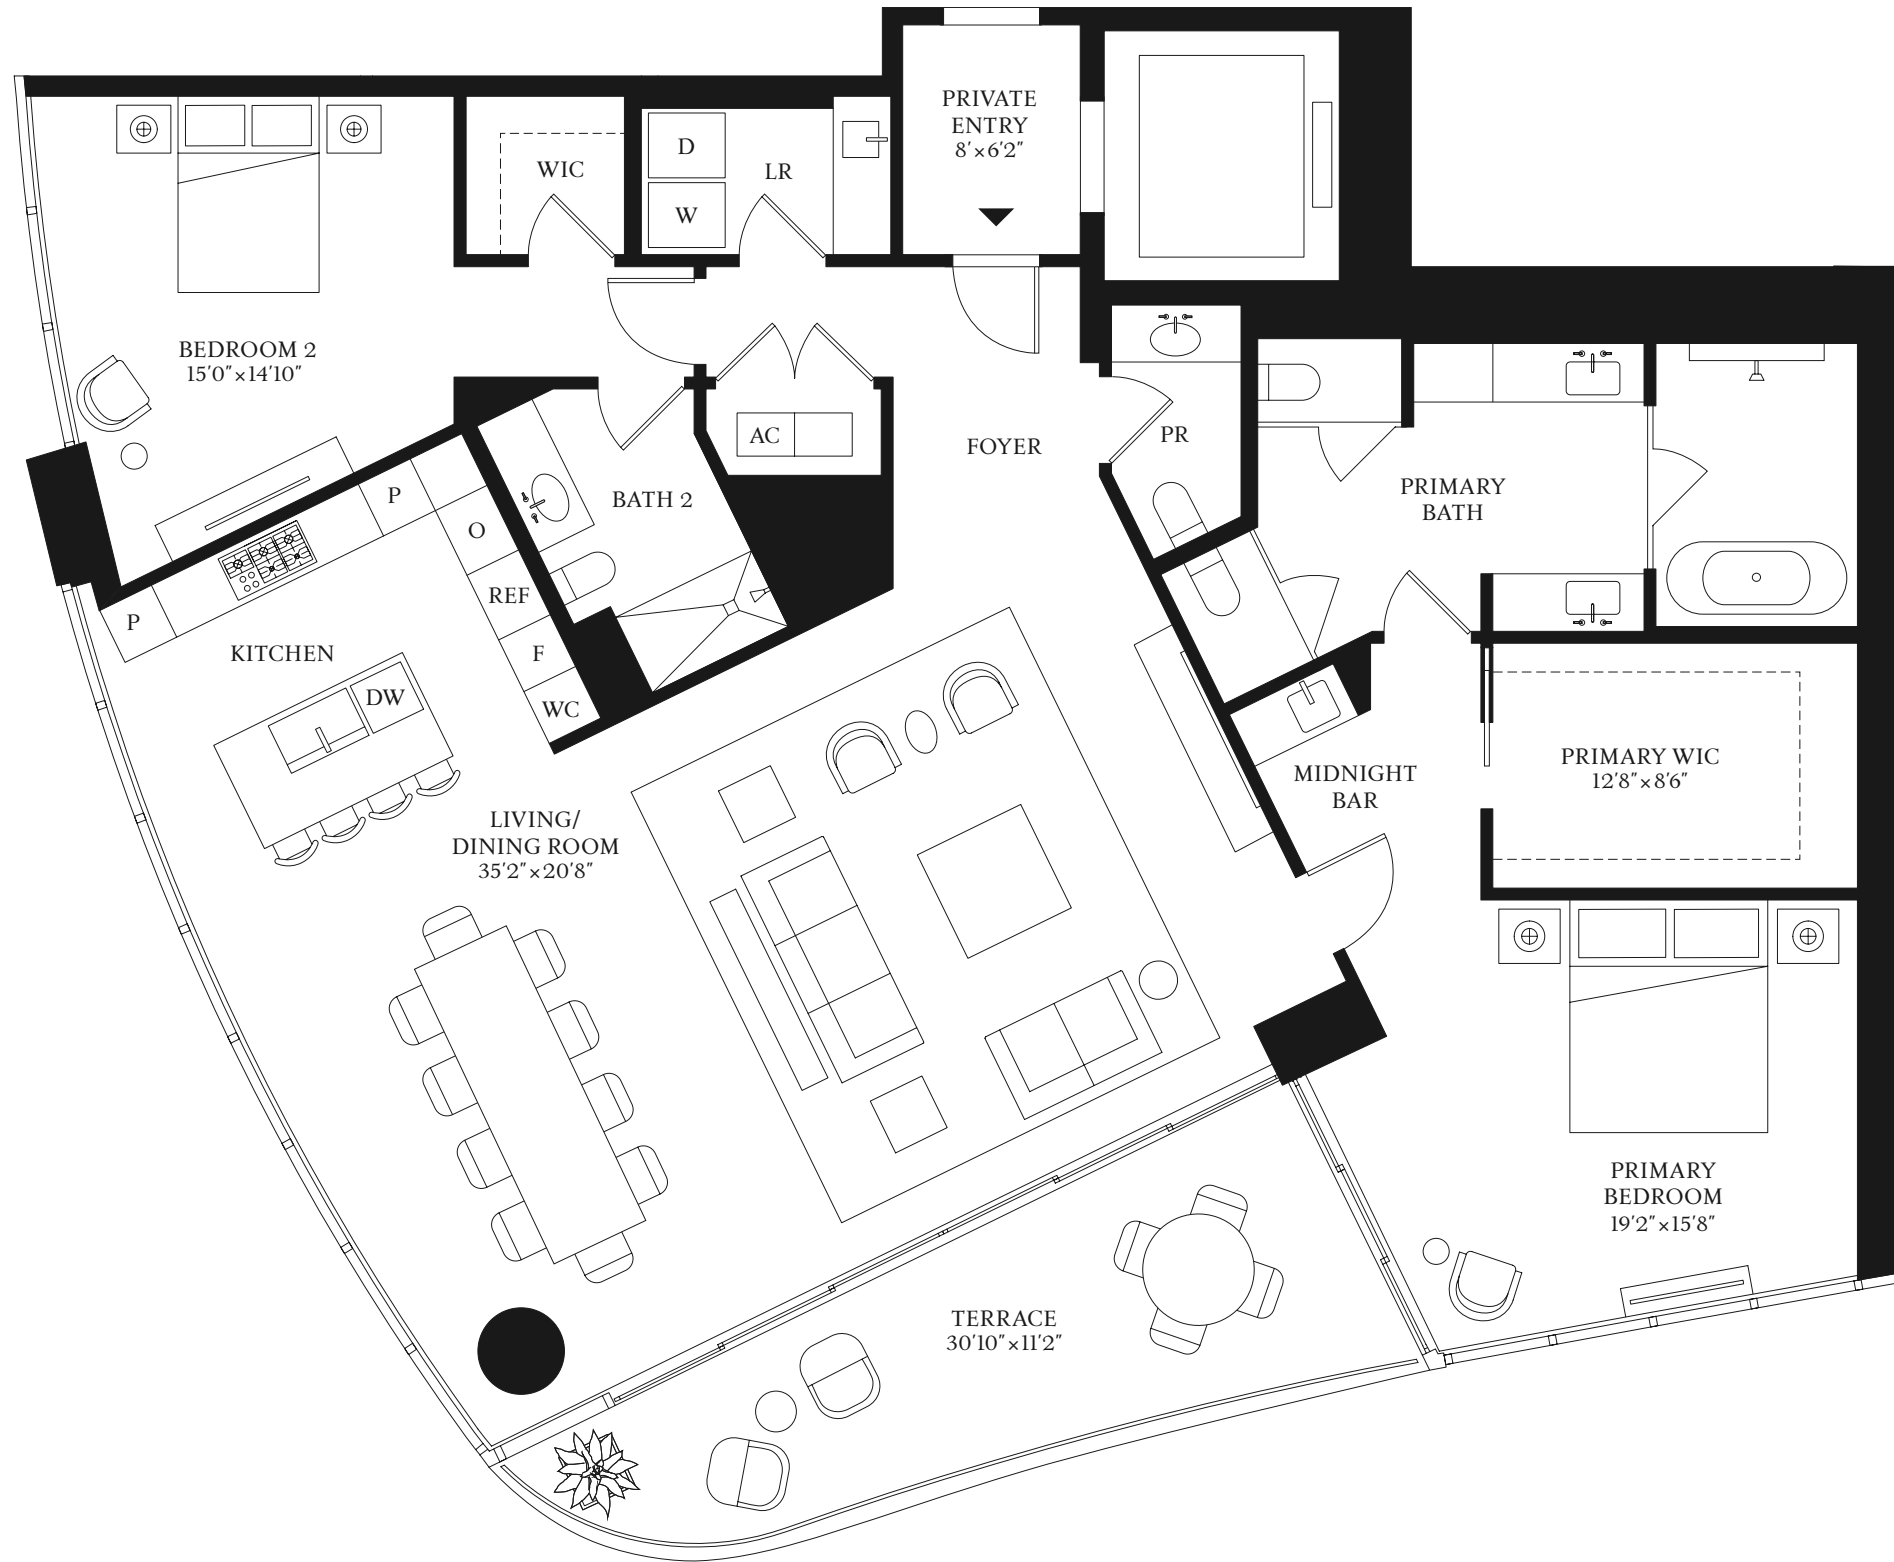 PRIVATE
ENTRY
8'×6'2"
D
LR
WIC
W
BEDROOM 2
15'0"×14'10"
AC
PR
FOYER
PRIMARY
BATH
P
BATH 2
O
REF
P
F
KITCHEN
DW
WC
PRIMARY WIC
12'8"×8'6"
MIDNIGHT
BAR
LIVING/
DINING ROOM
35'2"×20'8"
PRIMARY
BEDROOM
19'2"×15'8"
TERRACE
30'10"×11'2"